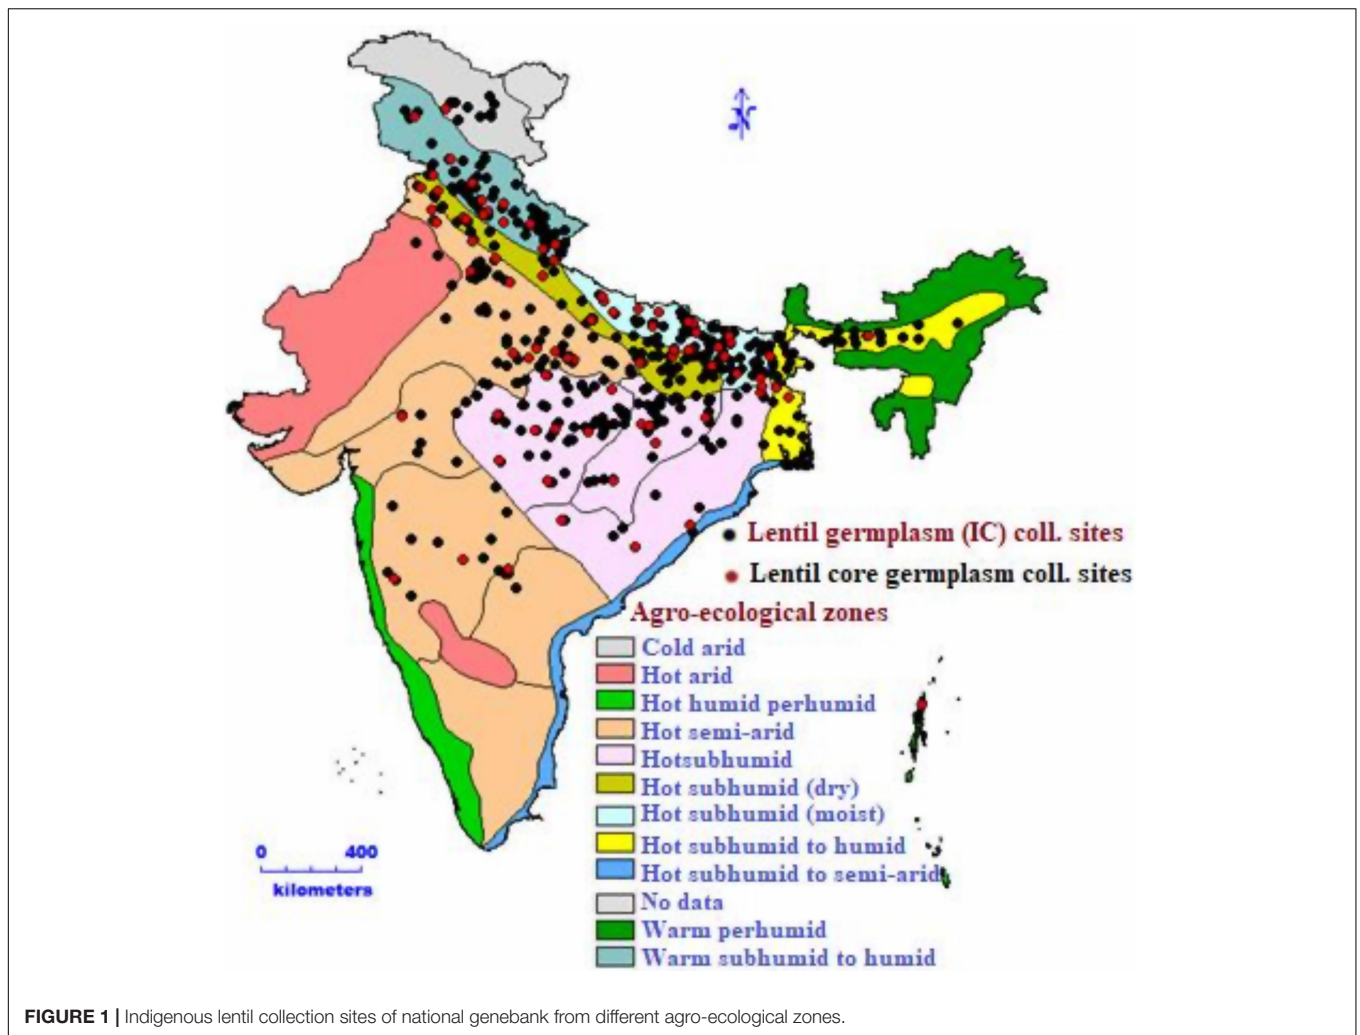 N
Lentil germplasm (IC) coll. sites
Lentil core germplasm coll. sites
Agro-ecological zones
Cold arid
Hot arid
Hot humid perhumid
Hot semi-arid
Hotsubhumid
Hot subhumid (dry)
Hot subhumid (moist)
Hot subhumid to humid
Hot subhumid to semi-arid
No data
Warm perhumid
Warm subhumid to humid
0 400
kilometers
FIGURE 1 | Indigenous lentil collection sites of national genebank from different agro-ecological zones.